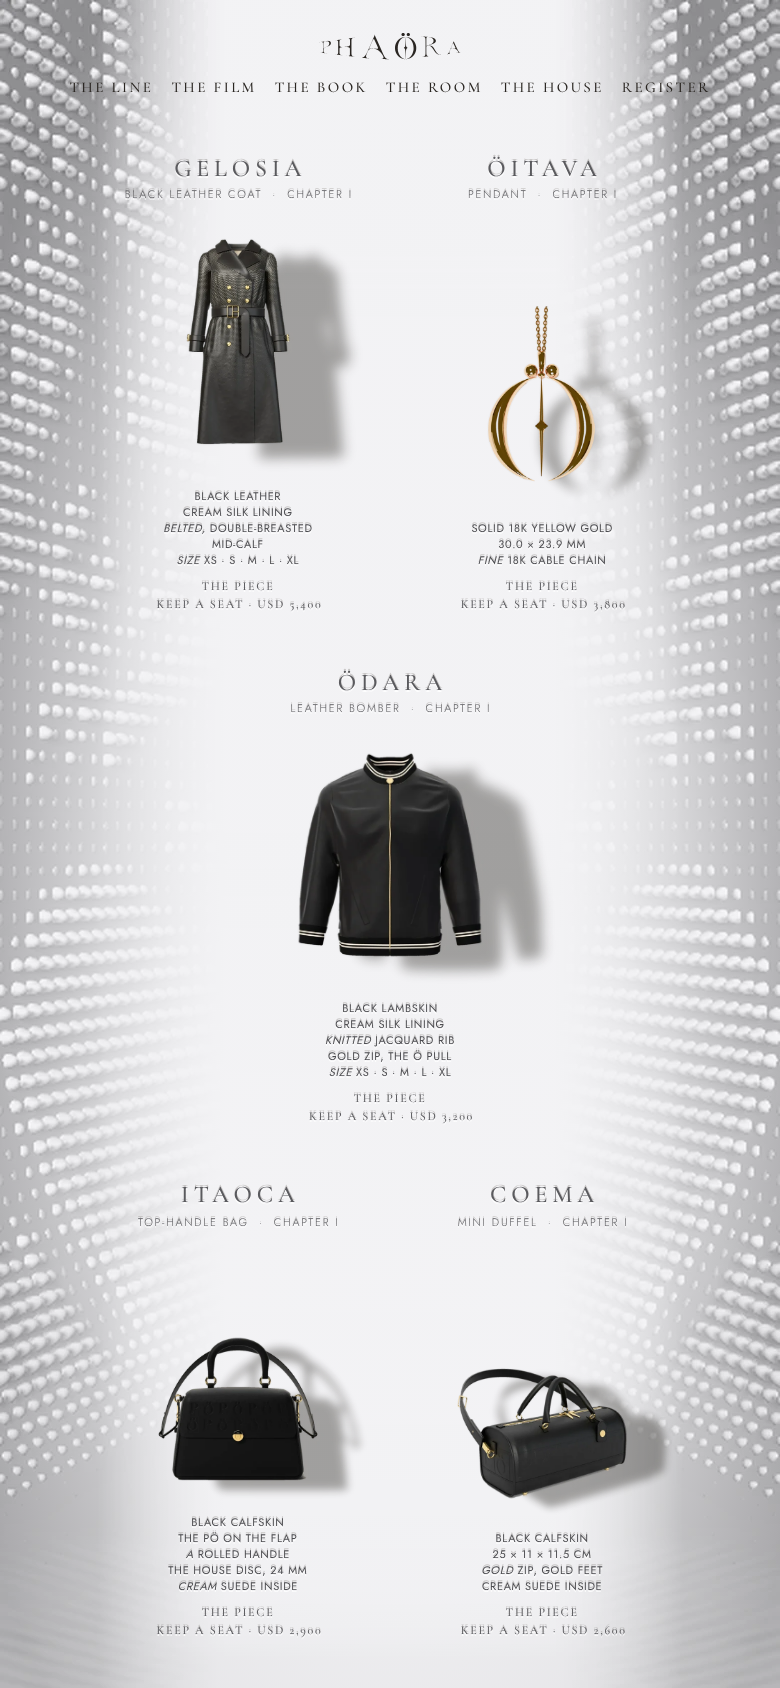 PHAÖRA
THE LINE THE FILM THE BOOK THE ROOM THE HOUSE REGISTER
GELOSIA
BLACK LEATHER COAT · CHAPTER I
BLACK LEATHER
CREAM SILK LINING
BELTED, DOUBLE-BREASTED
MID-CALF
SIZE XS · S · M · L · XL
THE PIECE
KEEP A SEAT · USD 5,400
ÖITAVA
PENDANT · CHAPTER I
SOLID 18K YELLOW GOLD
30.0 × 23.9 MM
FINE 18K CABLE CHAIN
THE PIECE
KEEP A SEAT · USD 3,800
ÖDARA
LEATHER BOMBER · CHAPTER I
BLACK LAMBSKIN
CREAM SILK LINING
KNITTED JACQUARD RIB
GOLD ZIP, THE Ö PULL
SIZE XS · S · M · L · XL
THE PIECE
KEEP A SEAT · USD 3,200
ITAOCA
TOP-HANDLE BAG · CHAPTER I
BLACK CALFSKIN
THE PÖ ON THE FLAP
A ROLLED HANDLE
THE HOUSE DISC, 24 MM
CREAM SUEDE INSIDE
THE PIECE
KEEP A SEAT · USD 2,900
COEMA
MINI DUFFEL · CHAPTER I
BLACK CALFSKIN
25 × 11 × 11.5 CM
GOLD ZIP, GOLD FEET
CREAM SUEDE INSIDE
THE PIECE
KEEP A SEAT · USD 2,600